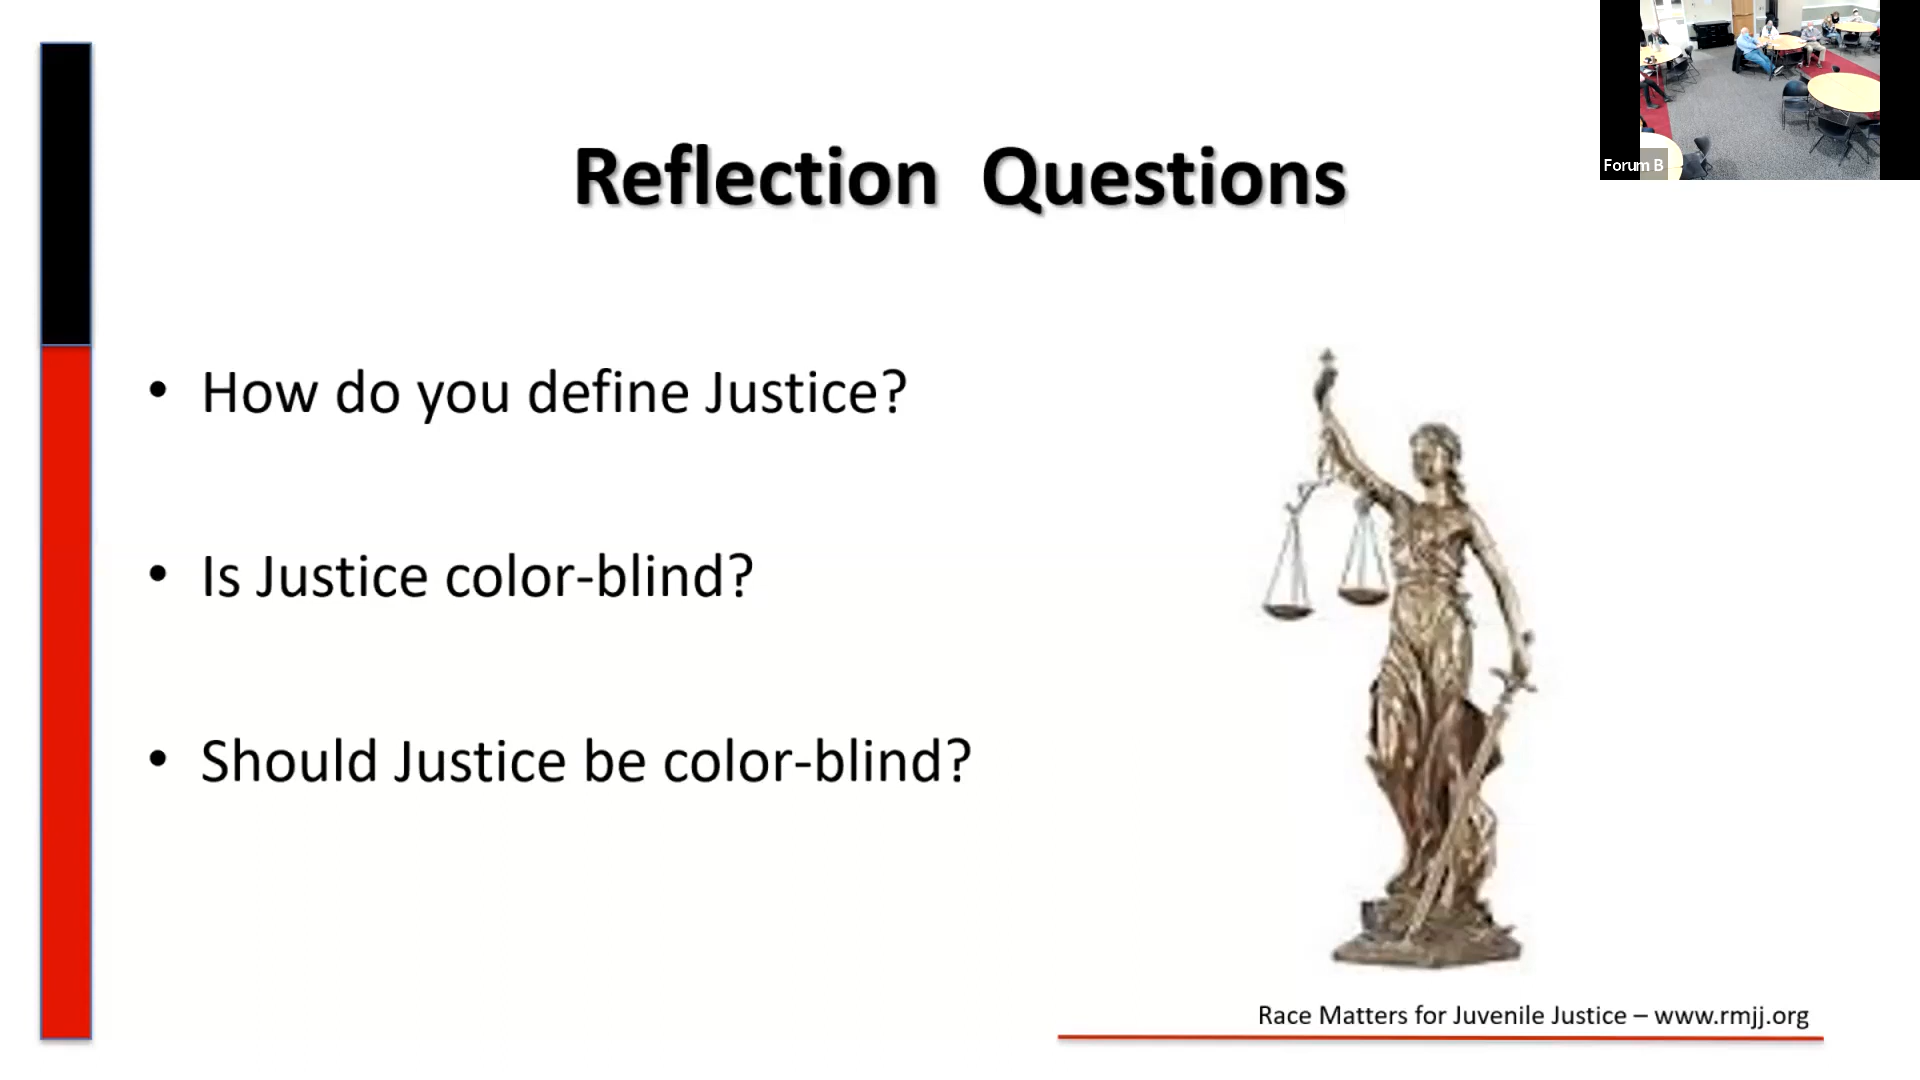 Reflection Questions
• How do you define Justice?
• Is Justice color-blind?
• Should Justice be color-blind?
Race Matters for Juvenile Justice – www.rmjj.org
Forum B